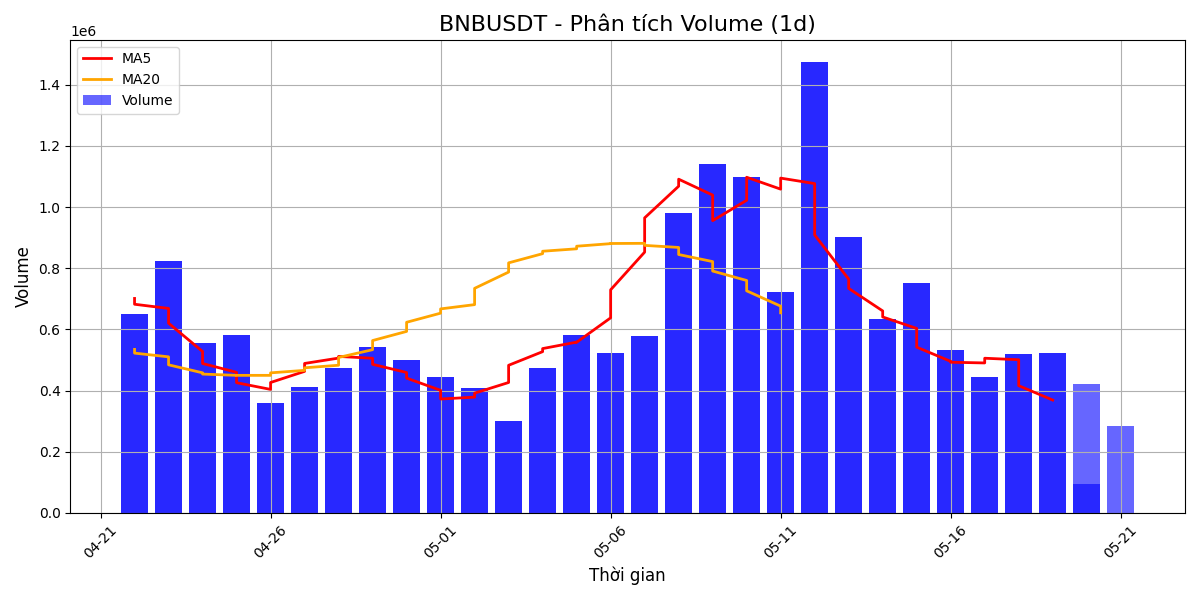 BNBUSDT - Phân tích Volume (1d)
1e6
MA5
MA20
Volume
1.4
1.2
1.0
0.8
0.6
0.4
0.2
0.0
Volume
04-21
04-26
05-01
05-06
05-11
05-16
05-21
Thời gian